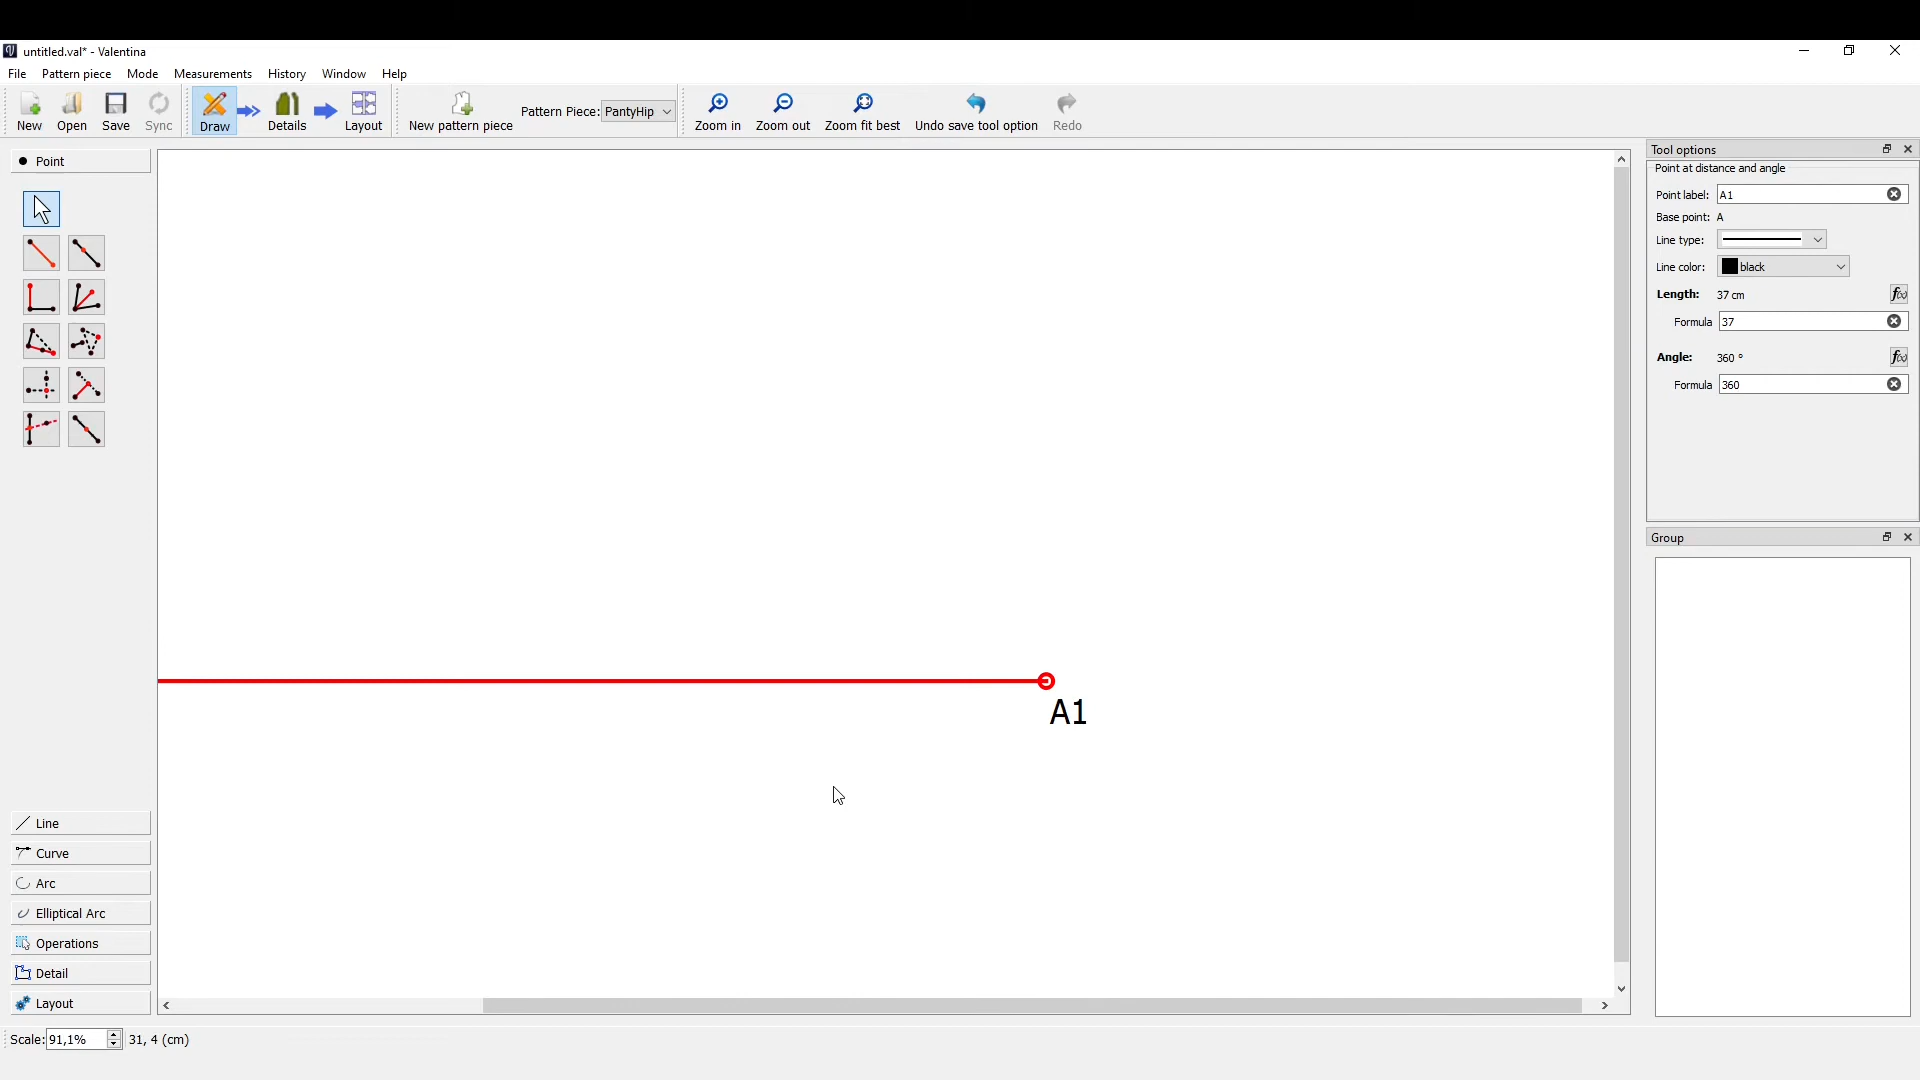 untitled.val* - Valentina
File Pattern piece Mode Measurements History Window Help
New Open Save Sync Draw Details Layout New pattern piece Pattern Piece: PantyHip Zoom in Zoom out Zoom fit best Undo save tool option Redo
Point
Line
Curve
Arc
Elliptical Arc
Operations
Detail
Layout
A1
Tool options
Point at distance and angle
Point label: A1
Base point: A
Line type:
Line color: black
Length: 37 cm f(x)
Formula 37
Angle: 360 ° f(x)
Formula 360
Group
Scale: 91,1% 31, 4 (cm)